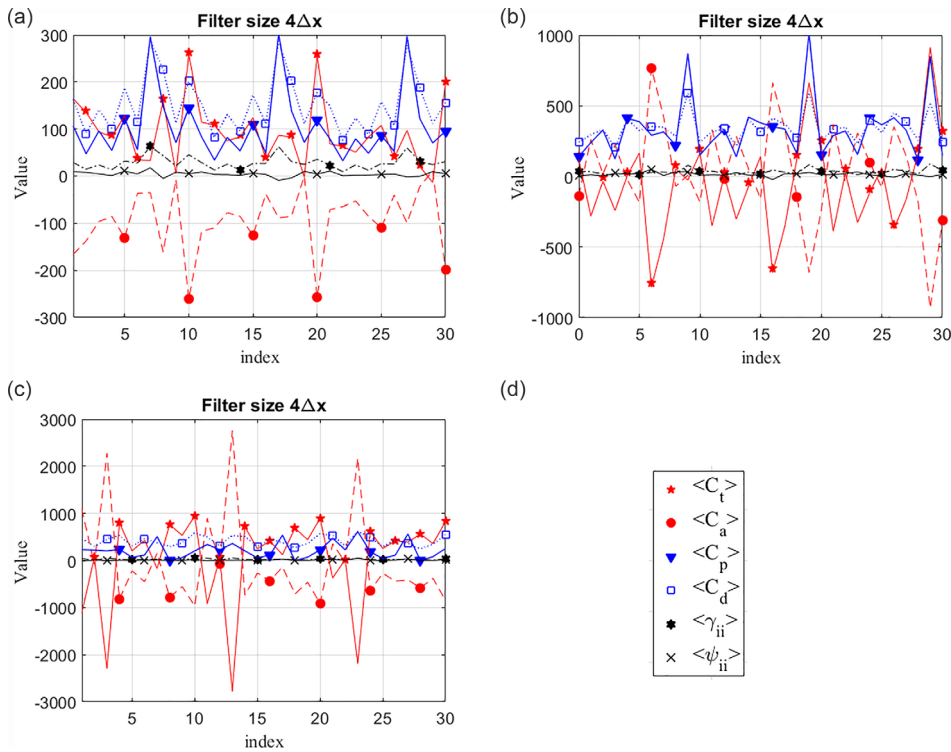 (a)
Filter size 4Δx
300
200
100
0
-100
-200
-300
Value
5
10
15
20
25
30
index
(b)
Filter size 4Δx
1000
500
0
-500
-1000
Value
0
5
10
15
20
25
30
index
(c)
Filter size 4Δx
3000
2000
1000
0
-1000
-2000
-3000
Value
5
10
15
20
25
30
index
(d)
<C_t>
<C_a>
<C_p>
<C_d>
<γ_ii>
<ψ_ii>